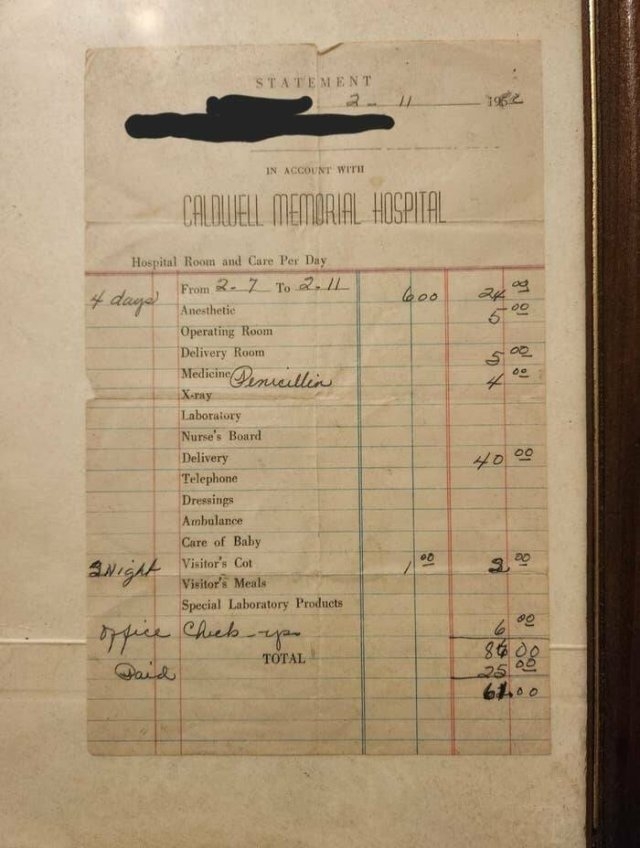 STATEMENT
2 - 11
IN ACCOUNT WITH
CALDWELL MEMORIAL HOSPITAL
Hospital Room and Care Per Day
4 days From 2-7 To 2-11 6 00 24 00
Anesthetic 5 00
Operating Room
Delivery Room 5 00
Medicine Penicillin 4 00
X-ray
Laboratory
Nurse's Board
Delivery 40 00
Telephone
Dressings
Ambulance
Care of Baby
2 Night Visitor's Cot 1 00 2 00
Visitor's Meals
Special Laboratory Products
Office Check-ups 6 00
TOTAL 86 00
Paid 25 00
61.00